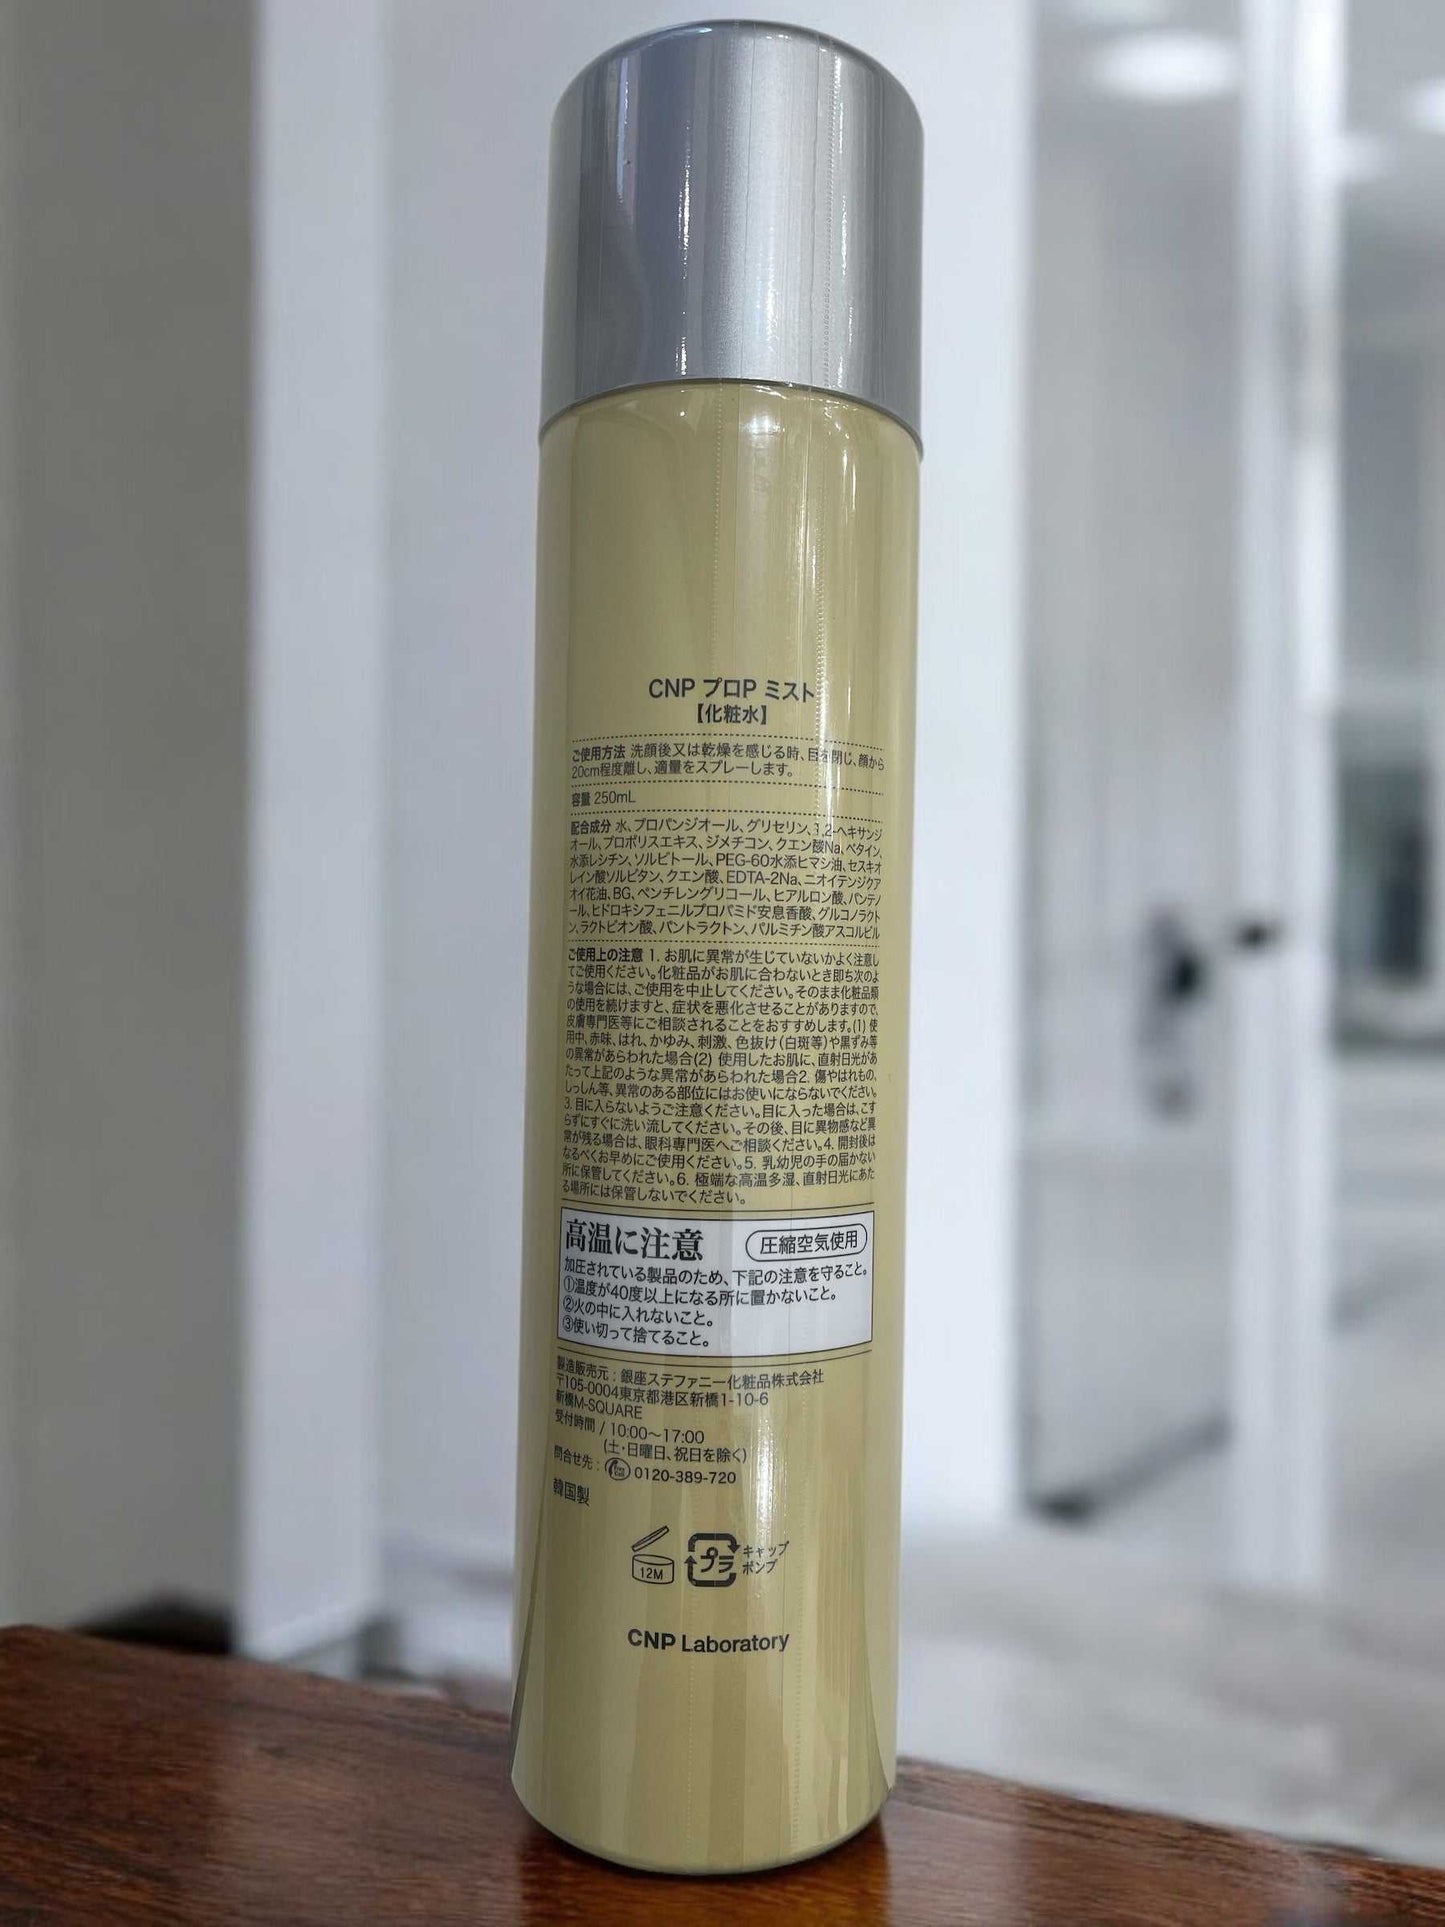 CNP プロP ミスト
【化粧水】
ご使用方法 洗顔後又は乾燥を感じる時、目を閉じ、顔から
20cm程度離し、適量をスプレーします。
容量 250mL
配合成分 水、プロパンジオール、グリセリン、1,2-ヘキサンジ
オール、プロポリスエキス、ジメチコン、クエン酸Na、ベタイン、
水添レシチン、ソルビトール、PEG-60水添ヒマシ油、セスキオ
レイン酸ソルビタン、クエン酸、EDTA-2Na、ニオイテンジクア
オイ花油、BG、ペンチレングリコール、ヒアルロン酸、パンテノ
ール、ヒドロキシフェニルプロパミド安息香酸、グルコノラクト
ン、ラクトビオン酸、パントラクトン、パルミチン酸アスコルビル
ご使用上の注意 1. お肌に異常が生じていないかよく注意し
てご使用ください。化粧品がお肌に合わないとき即ち次のよ
うな場合には、ご使用を中止してください。そのまま化粧品類
の使用を続けますと、症状を悪化させることがありますので、
皮膚専門医等にご相談されることをおすすめします。(1) 使
用中、赤味、はれ、かゆみ、刺激、色抜け(白斑等)や黒ずみ等
の異常があらわれた場合(2) 使用したお肌に、直射日光があ
たって上記のような異常があらわれた場合2. 傷やはれもの、
しっしん等、異常のある部位にはお使いにならないでください。
3. 目に入らないようご注意ください。目に入った場合は、こす
らずにすぐに洗い流してください。その後、目に異物感など異
常が残る場合は、眼科専門医へご相談ください。4. 開封後は
なるべくお早めにご使用ください。5. 乳幼児の手の届かない
所に保管してください。6. 極端な高温多湿、直射日光にあた
る場所には保管しないでください。
高温に注意 圧縮空気使用
加圧されている製品のため、下記の注意を守ること。
①温度が40度以上になる所に置かないこと。
②火の中に入れないこと。
③使い切って捨てること。
製造販売元 : 銀座ステファニー化粧品株式会社
〒105-0004東京都港区新橋1-10-6
新橋M-SQUARE
受付時間 / 10:00～17:00
(土・日曜日、祝日を除く)
問合せ先 : 0120-389-720
韓国製
12M プラ キャップ
ポンプ
CNP Laboratory